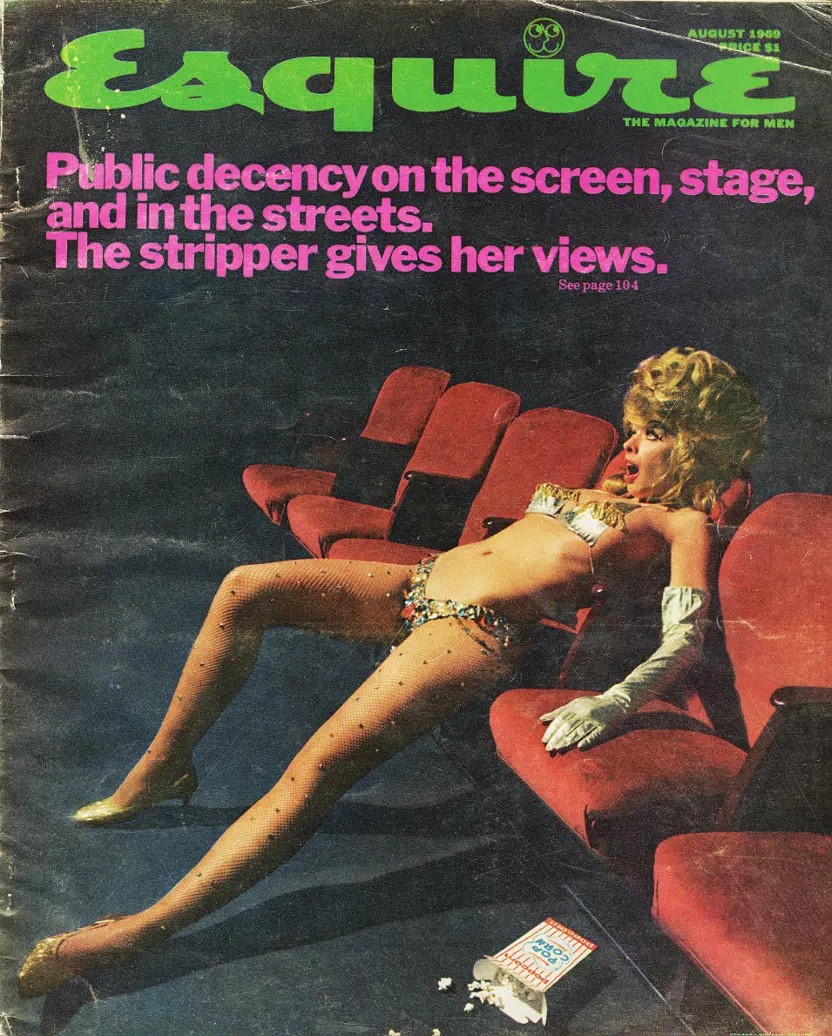 Esquire
AUGUST 1969
PRICE $1
THE MAGAZINE FOR MEN
Public decency on the screen, stage,
and in the streets.
The stripper gives her views.
See page 104
POP
CORN